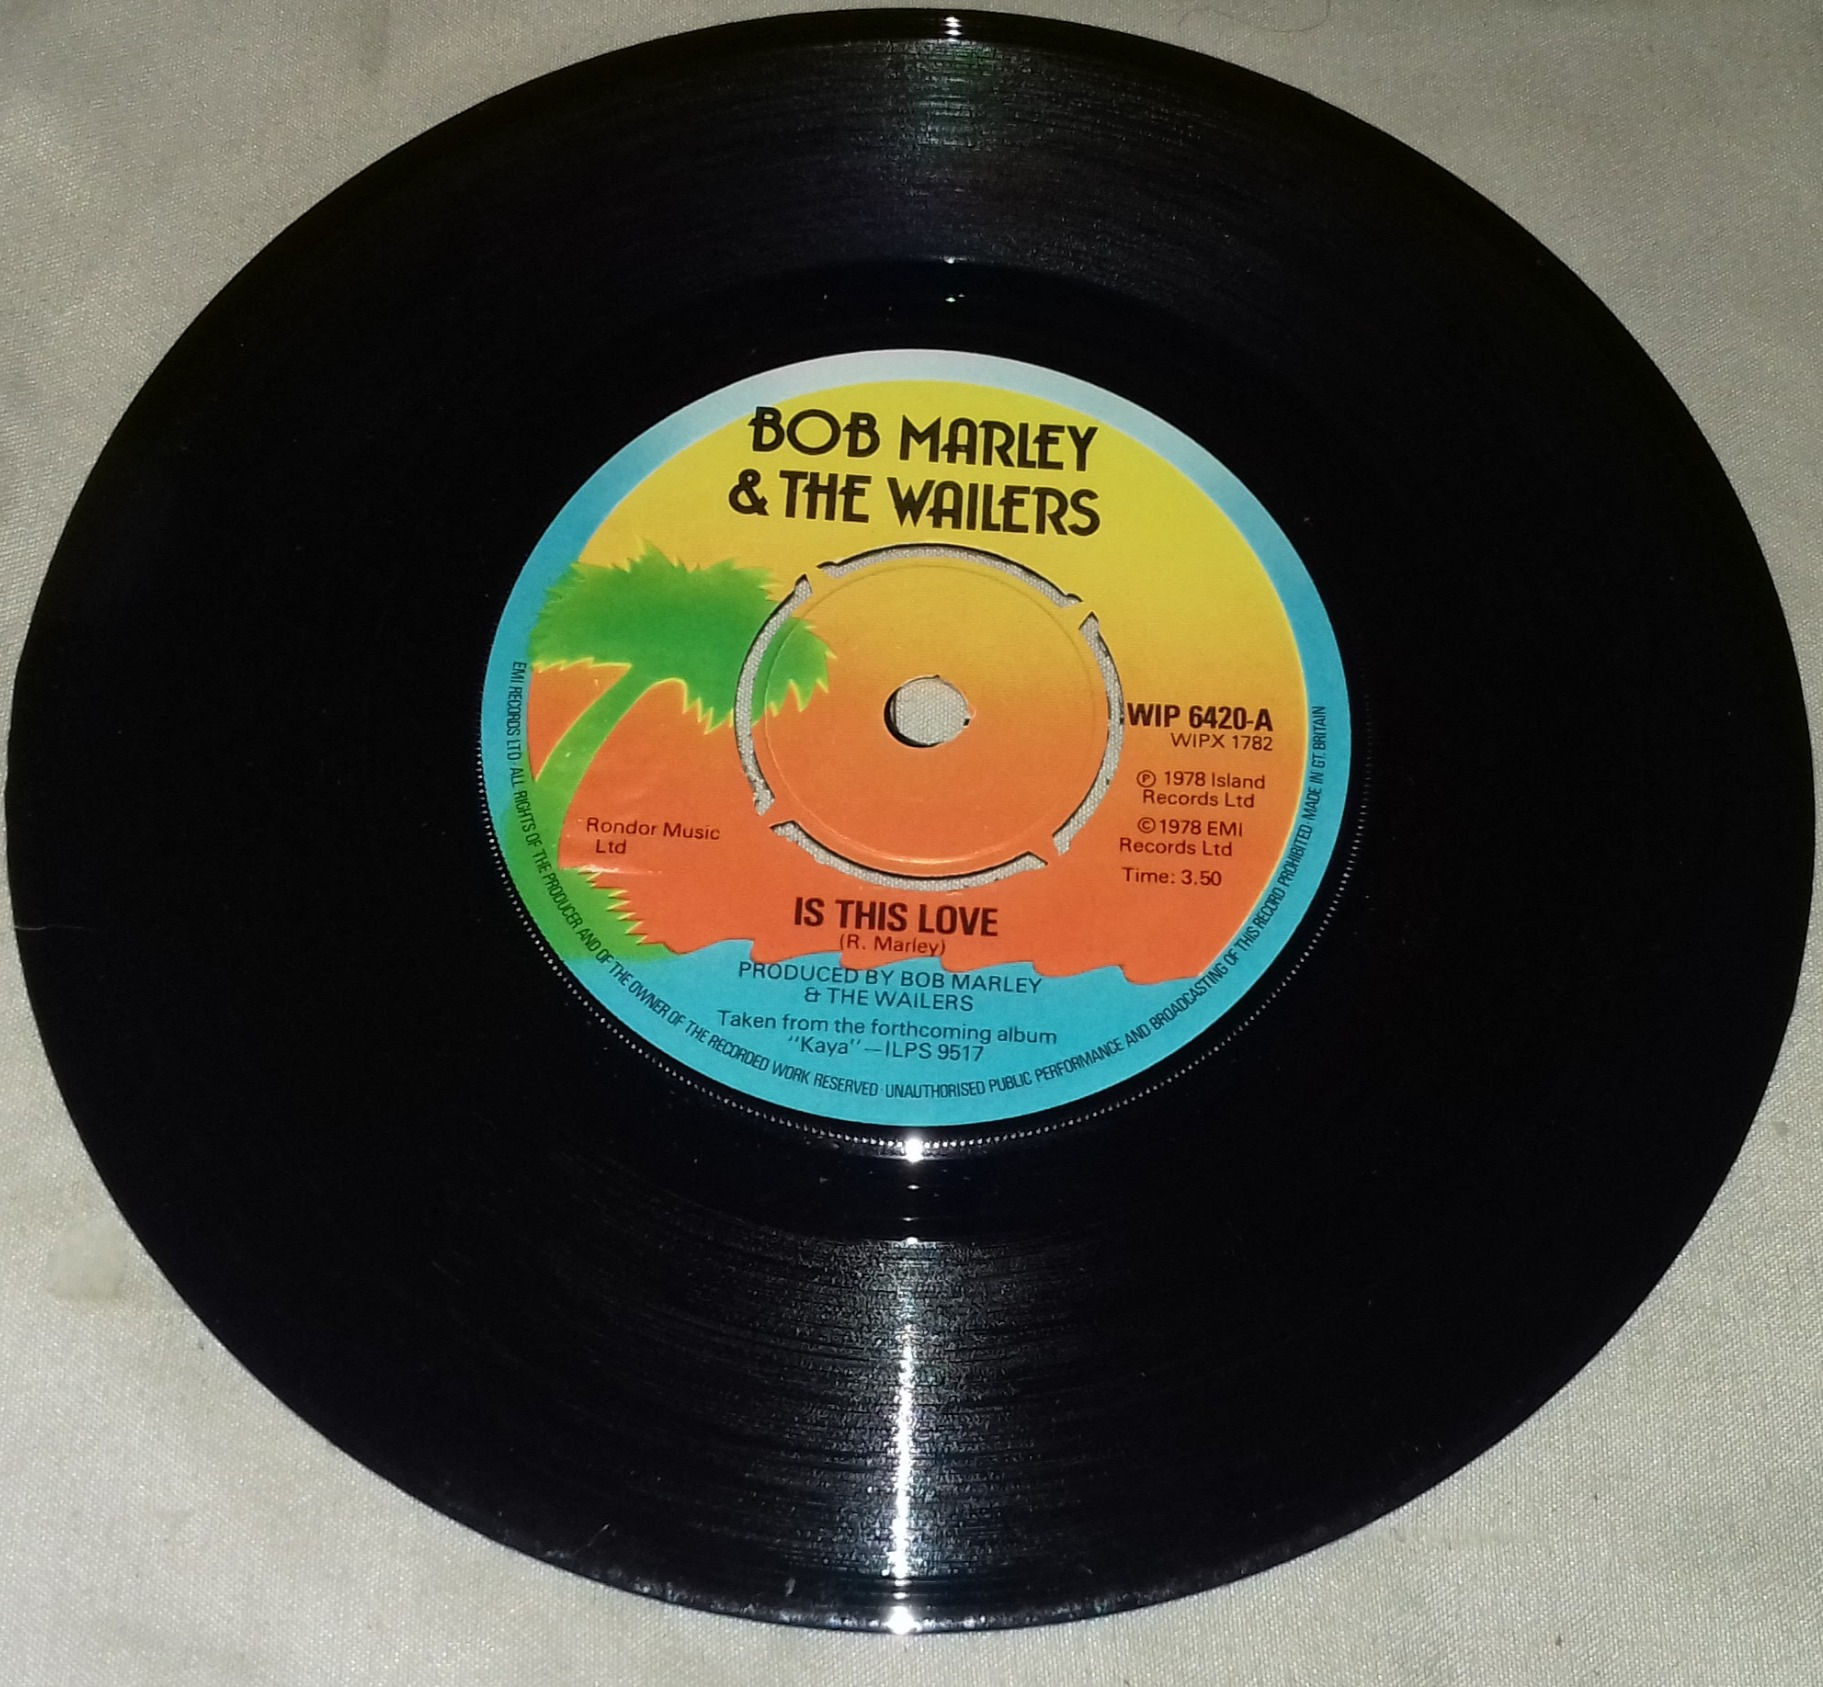 BOB MARLEY
& THE WAILERS
WIP 6420-A
WIPX 1782
℗ 1978 Island
Records Ltd
© 1978 EMI
Records Ltd
Time: 3.50
Rondor Music
Ltd
IS THIS LOVE
(R. Marley)
PRODUCED BY BOB MARLEY
& THE WAILERS
Taken from the forthcoming album
"Kaya"—ILPS 9517
EMI RECORDS LTD · ALL RIGHTS OF THE PRODUCER AND OF THE OWNER OF THE RECORDED WORK RESERVED · UNAUTHORISED PUBLIC PERFORMANCE AND BROADCASTING OF THIS RECORD PROHIBITED · MADE IN GT. BRITAIN